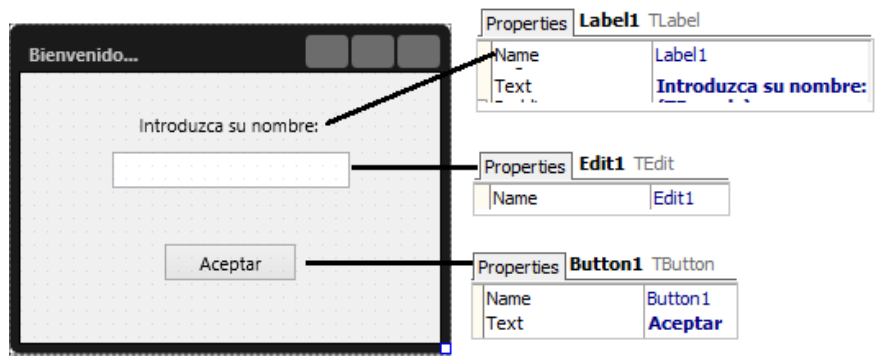 Bienvenido...
Introduzca su nombre:
Aceptar
Properties Label1 TLabel
Name Label1
Text Introduzca su nombre:
Properties Edit1 TEdit
Name Edit1
Properties Button1 TButton
Name Button1
Text Aceptar